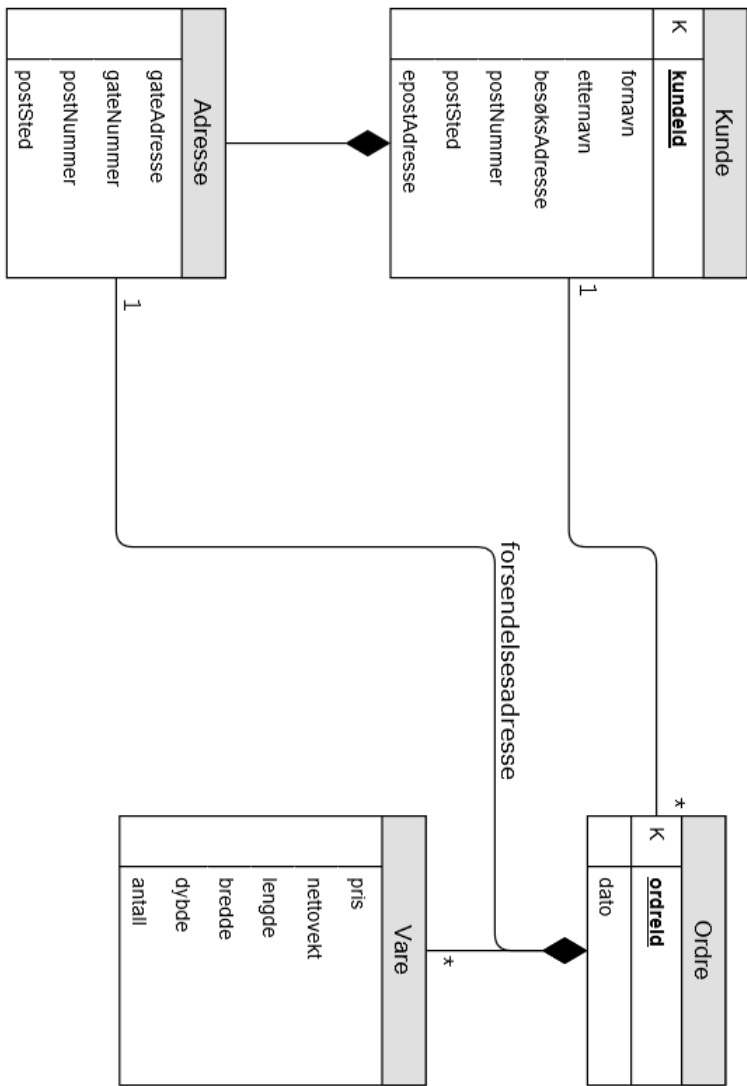 Kunde
K kundeId
fornavn
etternavn
besøksAdresse
postNummer
postSted
epostAdresse
1
*
Ordre
K ordreId
dato
Adresse
gateAdresse
gateNummer
postNummer
postSted
1
forsendelsesadresse
*
Vare
pris
nettovekt
lengde
bredde
dybde
antall